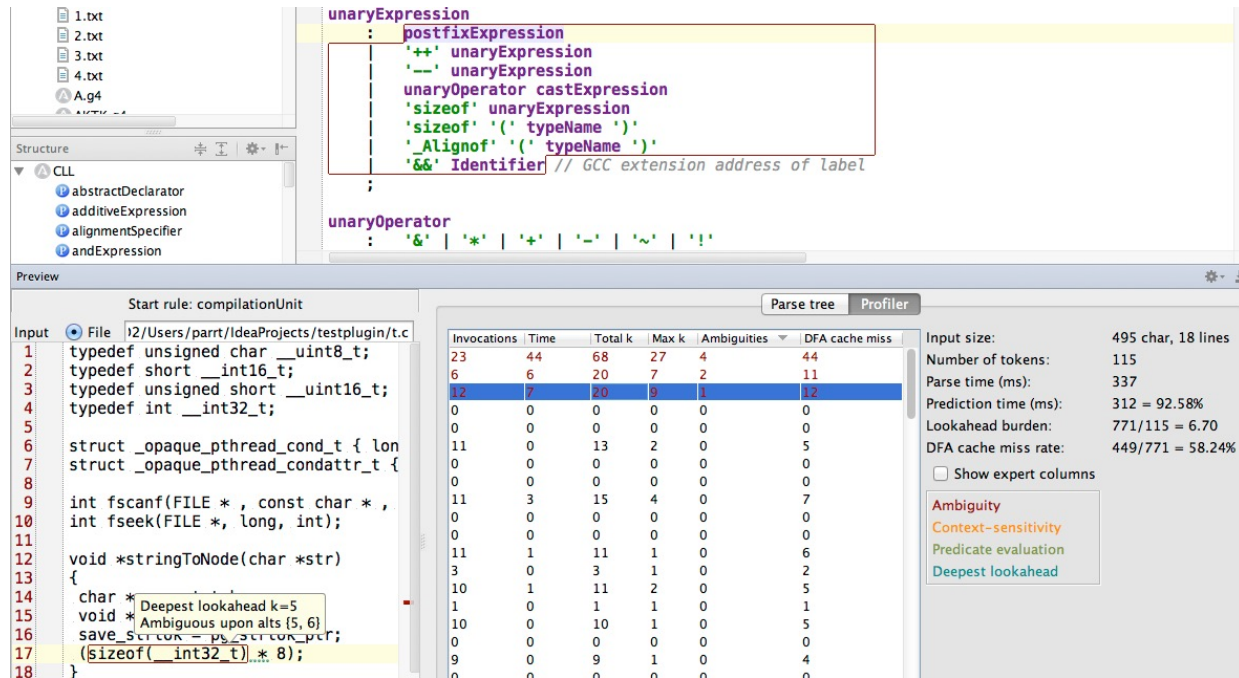 1.txt
2.txt
3.txt
4.txt
A.g4
Structure
CLL
abstractDeclarator
additiveExpression
alignmentSpecifier
andExpression
unaryExpression
: postfixExpression
| '++' unaryExpression
| '--' unaryExpression
| unaryOperator castExpression
| 'sizeof' unaryExpression
| 'sizeof' '(' typeName ')'
| '_Alignof' '(' typeName ')'
| '&&' Identifier // GCC extension address of label
;
unaryOperator
: '&' | '*' | '+' | '-' | '~' | '!'
Preview
Start rule: compilationUnit
Input File )2/Users/parrt/IdeaProjects/testplugin/t.c
1 typedef unsigned char __uint8_t;
2 typedef short __int16_t;
3 typedef unsigned short __uint16_t;
4 typedef int __int32_t;
5
6 struct _opaque_pthread_cond_t { lon
7 struct _opaque_pthread_condattr_t {
8
9 int fscanf(FILE * , const char * ,
10 int fseek(FILE *, long, int);
11
12 void *stringToNode(char *str)
13 {
14 char *
15 void *
16
17 (sizeof(__int32_t) * 8);
18 }
Deepest lookahead k=5
Ambiguous upon alts {5, 6}
Parse tree Profiler
Invocations Time Total k Max k Ambiguities DFA cache miss
23 44 68 27 4 44
6 6 20 7 2 11
12 7 20 9 1 12
0 0 0 0 0 0
0 0 0 0 0 0
11 0 13 2 0 5
0 0 0 0 0 0
0 0 0 0 0 0
11 3 15 4 0 7
0 0 0 0 0 0
0 0 0 0 0 0
11 1 11 1 0 6
3 0 3 1 0 2
10 1 11 2 0 5
1 0 1 1 0 1
10 0 10 1 0 5
0 0 0 0 0 0
9 0 9 1 0 4
0 0 0 0 0 0
Input size: 495 char, 18 lines
Number of tokens: 115
Parse time (ms): 337
Prediction time (ms): 312 = 92.58%
Lookahead burden: 771/115 = 6.70
DFA cache miss rate: 449/771 = 58.24%
Show expert columns
Ambiguity
Context-sensitivity
Predicate evaluation
Deepest lookahead